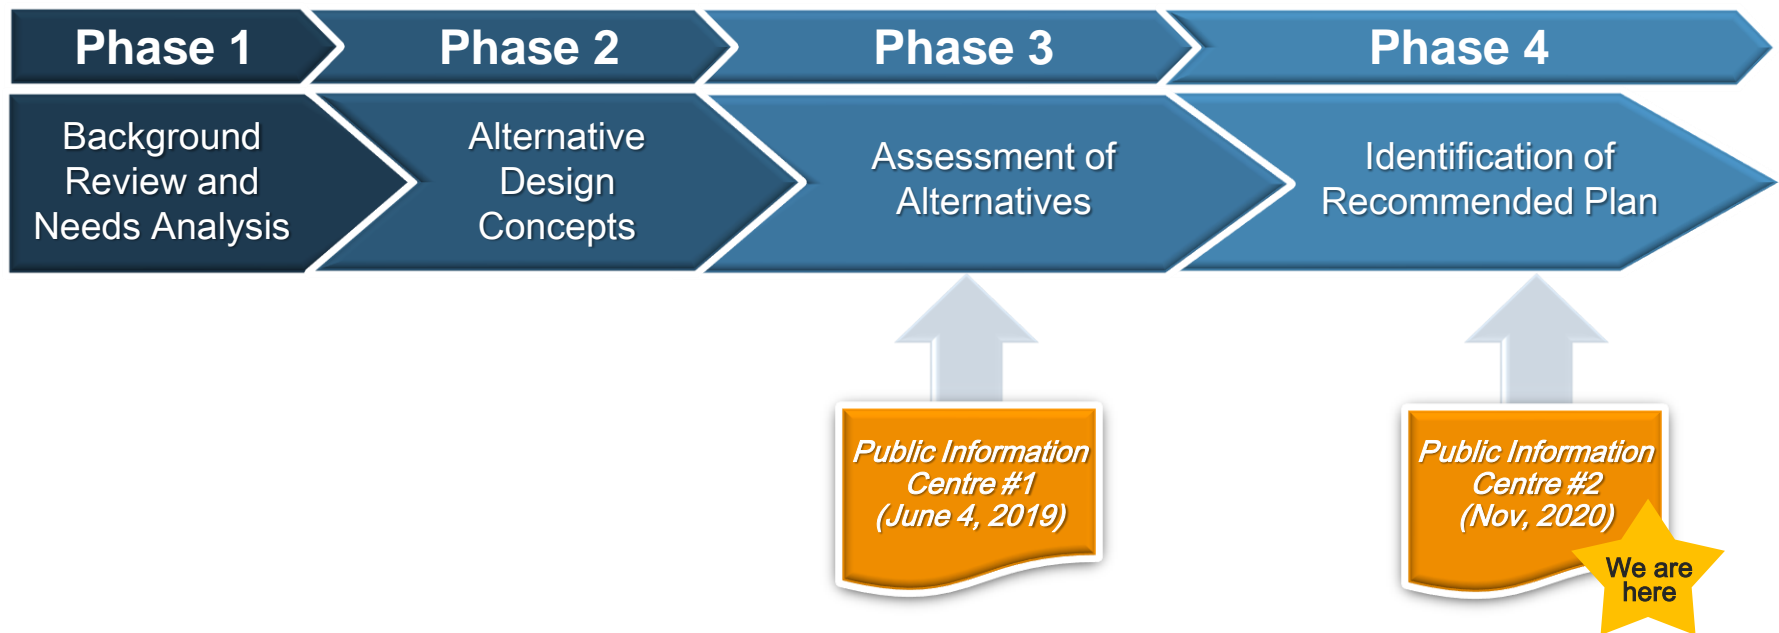 Phase 1
Phase 2
Phase 3
Phase 4
Background
Review and
Needs Analysis
Alternative
Design
Concepts
Assessment of
Alternatives
Identification of
Recommended Plan
Public Information
Centre #1
(June 4, 2019)
Public Information
Centre #2
(Nov, 2020)
We are
here